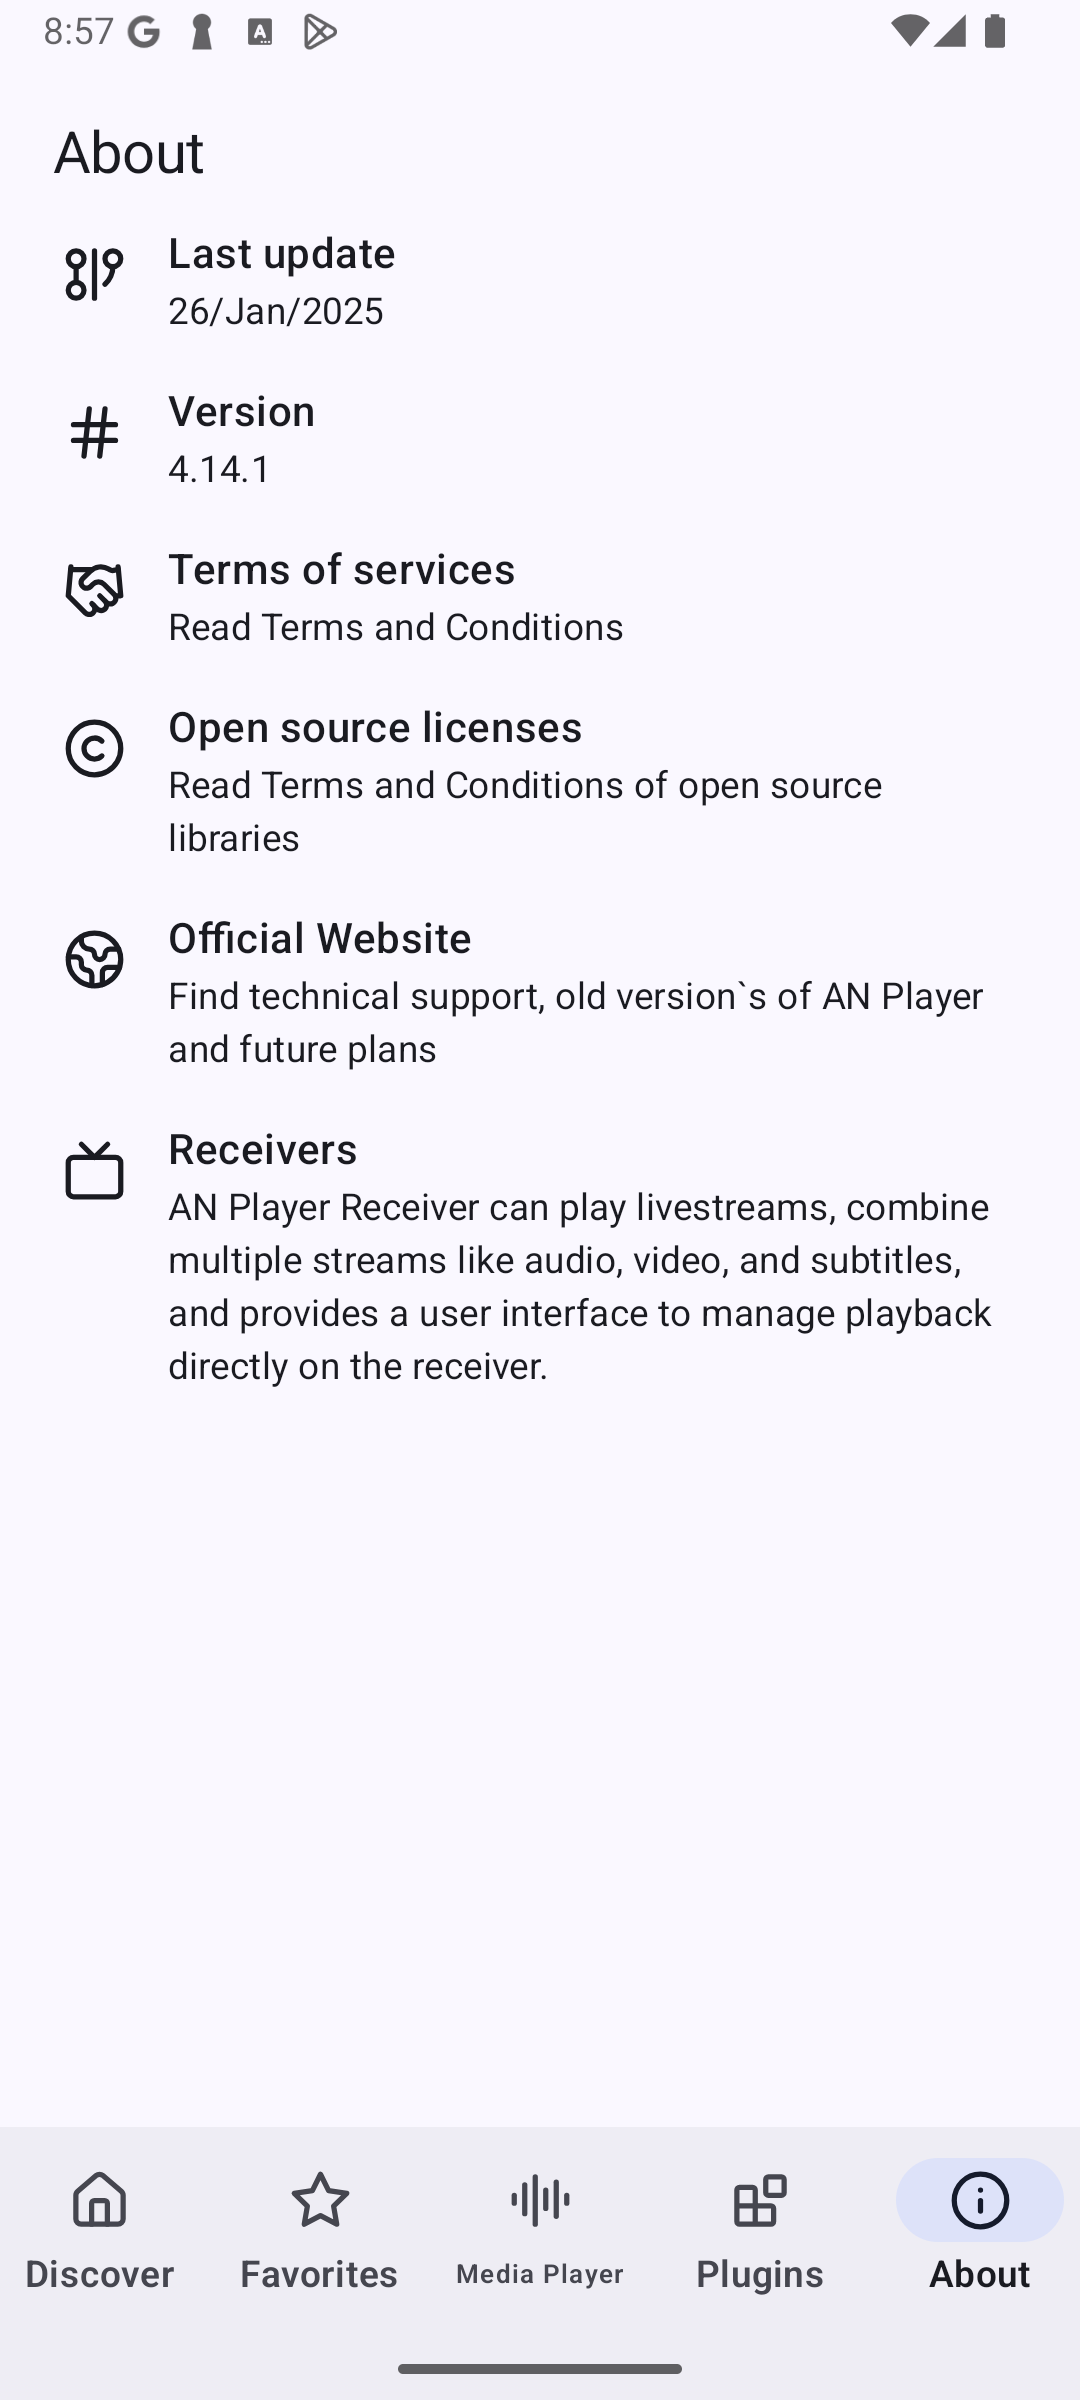 8:57
About
Last update
26/Jan/2025
Version
4.14.1
Terms of services
Read Terms and Conditions
Open source licenses
Read Terms and Conditions of open source
libraries
Official Website
Find technical support, old version`s of AN Player
and future plans
Receivers
AN Player Receiver can play livestreams, combine
multiple streams like audio, video, and subtitles,
and provides a user interface to manage playback
directly on the receiver.
Discover Favorites Media Player Plugins About